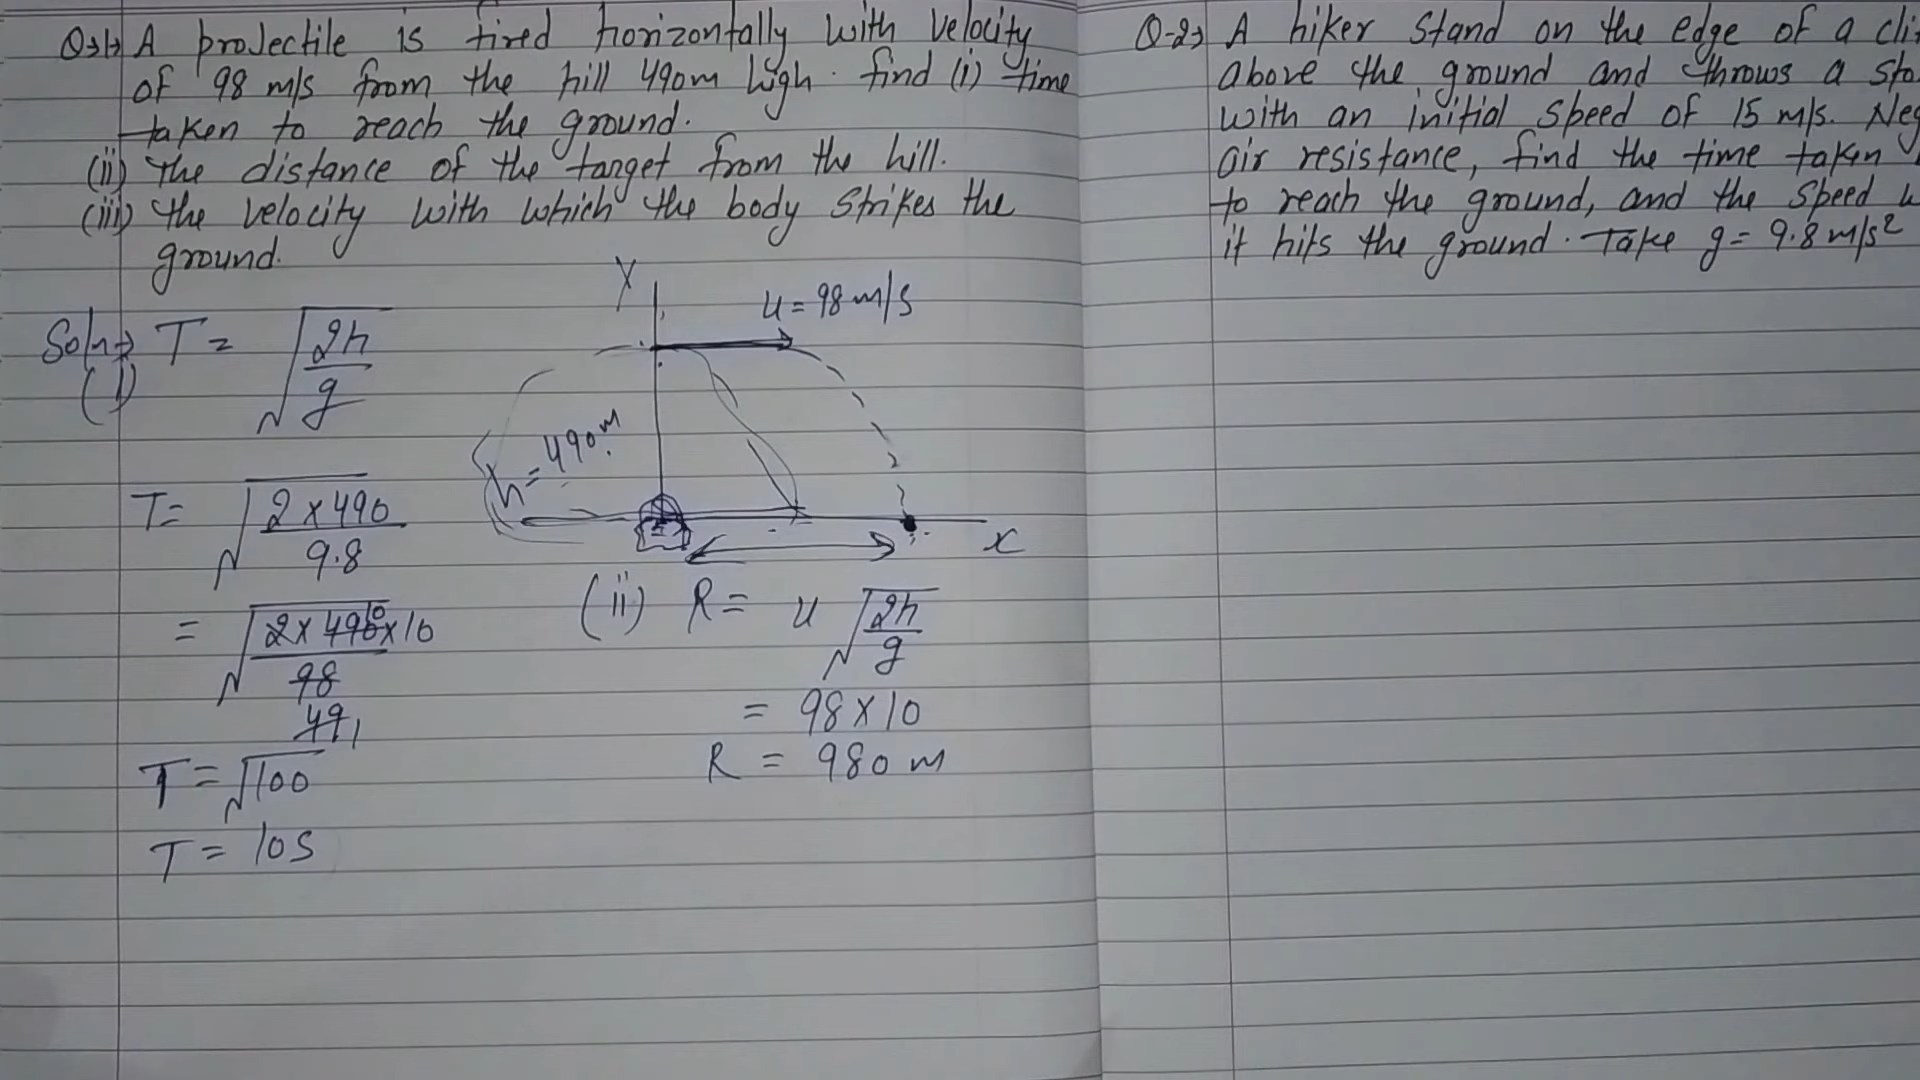 Q→1→ A projectile is fired horizontally with velocity
of 98 m/s from the hill 490m high. find (i) time
taken to reach the ground.
(ii) the distance of the target from the hill.
(iii) the velocity with which the body strikes the
ground.
Soln→ T = √2h/g
(i)
T = √2 x 490/9.8
= √2 x 490 x 10/98
10
49 1
T = √100
T = 10s
Y
u = 98 m/s
h = 490m
x
(ii) R = u √2h/g
= 98 x 10
R = 980 m
Q-2→ A hiker stand on the edge of a
above the ground and throws a
with an initial speed of 15 m/s.
air resistance, find the time taken
to reach the ground, and the speed
it hits the ground. Take g = 9.8 m/s²